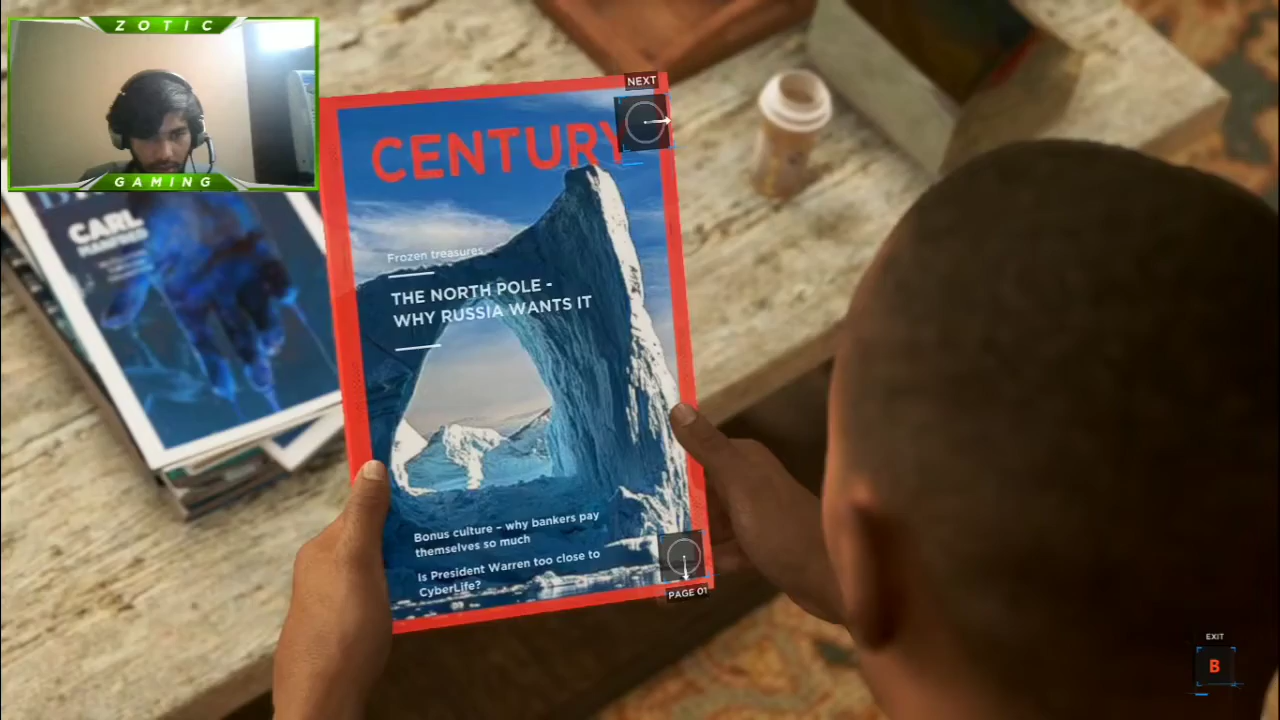 ZOTIC
GAMING
NEXT
CENTURY
CARL
Frozen treasures
THE NORTH POLE -
WHY RUSSIA WANTS IT
Bonus culture – why bankers pay
themselves so much
Is President Warren too close to
CyberLife?
PAGE 01
EXIT
B